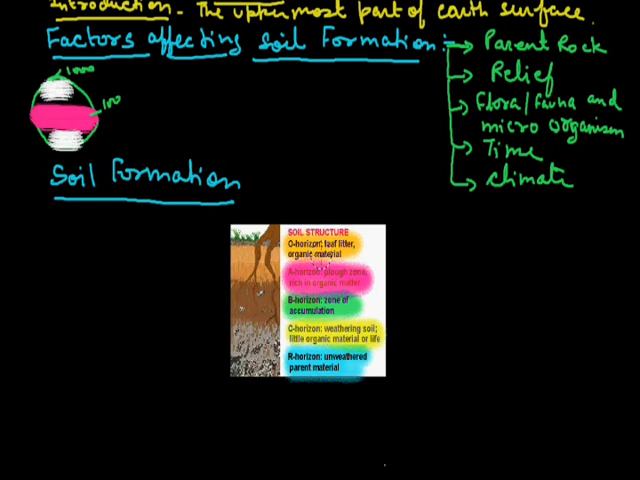 Introduction - The uppermost part of earth surface.
Factors affecting Soil Formation :-
Parent Rock
Relief
Flora/Fauna and
micro organism
Time
Climate
1000
100
Soil Formation
SOIL STRUCTURE
O-horizon: leaf litter,
organic material
A-horizon: plough zone,
rich in organic matter
B-horizon: zone of
accumulation
C-horizon: weathering soil;
little organic material or life
R-horizon: unweathered
parent material